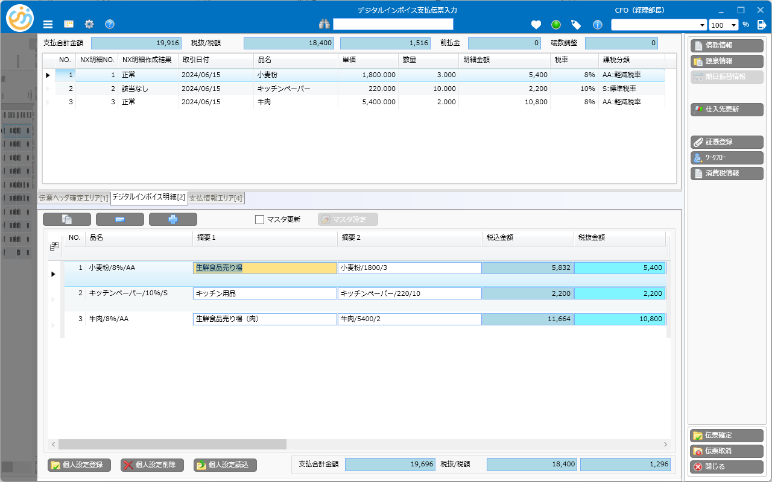 デジタルインボイス支払伝票入力
CFO（経理部長）
100 %
支払合計金額 19,916 税抜/税額 18,400 1,516 前払金 0 端数調整 0
NO. NX明細NO. NX明細作成結果 取引日付 品名 単価 数量 明細金額 税率 課税分類
1 1 正常 2024/06/15 小麦粉 1,800.000 3.000 5,400 8% AA:軽減税率
2 2 該当なし 2024/06/15 キッチンペーパー 220.000 10.000 2,200 10% S:標準税率
3 3 正常 2024/06/15 牛肉 5,400.000 2.000 10,800 8% AA:軽減税率
伝票ヘッダ確定エリア[1] デジタルインボイス明細[2] 支払情報エリア[4]
マスタ更新 マスタ設定
NO. 品名 摘要１ 摘要２ 税込金額 税抜金額
1 小麦粉/8%/AA 生鮮食品売り場 小麦粉/1800/3 5,832 5,400
2 キッチンペーパー/10%/S キッチン用品 キッチンペーパー/220/10 2,200 2,200
3 牛肉/8%/AA 生鮮食品売り場（肉） 牛肉/5400/2 11,664 10,800
個人設定登録 個人設定削除 個人設定読込
支払合計金額 19,696 税抜/税額 18,400 1,296
債務情報
期日振替情報
仕入先更新
証憑登録
ワークフロー
消費税情報
伝票確定
伝票取消
閉じる